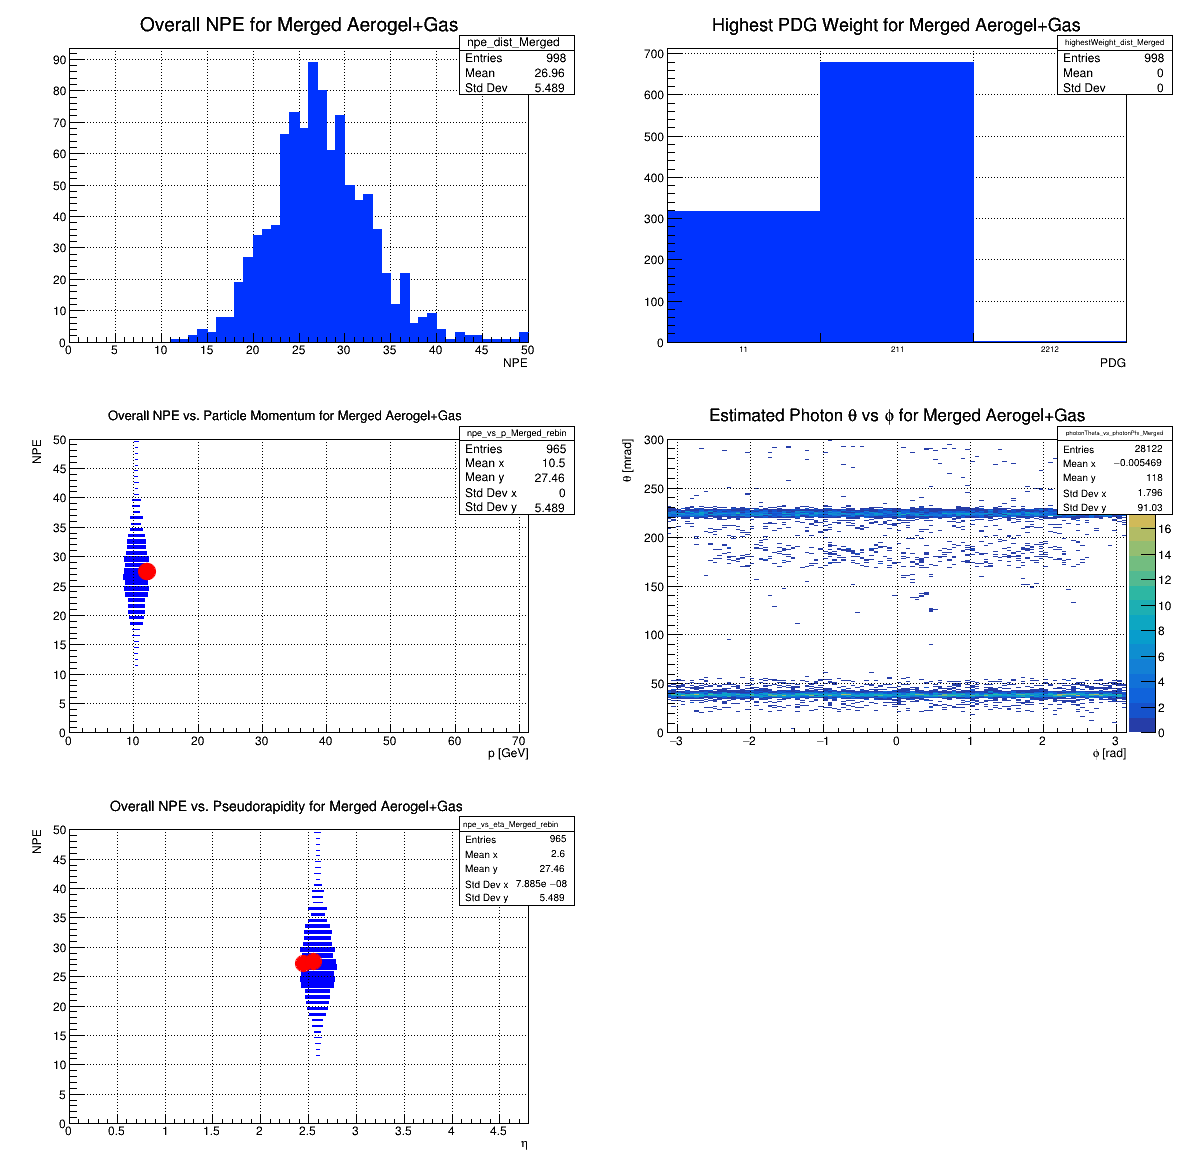 Overall NPE for Merged Aerogel+Gas
npe_dist_Merged
Entries 998
Mean 26.96
Std Dev 5.489
90
80
70
60
50
40
30
20
10
0
0 5 10 15 20 25 30 35 40 45 50
NPE
Highest PDG Weight for Merged Aerogel+Gas
highestWeight_dist_Merged
Entries 998
Mean 0
Std Dev 0
700
600
500
400
300
200
100
0
11 211 2212
PDG
Overall NPE vs. Particle Momentum for Merged Aerogel+Gas
npe_vs_p_Merged_rebin
Entries 965
Mean x 10.5
Mean y 27.46
Std Dev x 0
Std Dev y 5.489
NPE
50
45
40
35
30
25
20
15
10
5
0
0 10 20 30 40 50 60 70
p [GeV]
Estimated Photon θ vs ϕ for Merged Aerogel+Gas
photonTheta_vs_photonPhi_Merged
Entries 28122
Mean x −0.005469
Mean y 118
Std Dev x 1.796
Std Dev y 91.03
θ [mrad]
300
250
200
150
100
50
0
−3 −2 −1 0 1 2 3
ϕ [rad]
16
14
12
10
8
6
4
2
0
Overall NPE vs. Pseudorapidity for Merged Aerogel+Gas
npe_vs_eta_Merged_rebin
Entries 965
Mean x 2.6
Mean y 27.46
Std Dev x 7.885e −08
Std Dev y 5.489
NPE
50
45
40
35
30
25
20
15
10
5
0
0 0.5 1 1.5 2 2.5 3 3.5 4 4.5
η